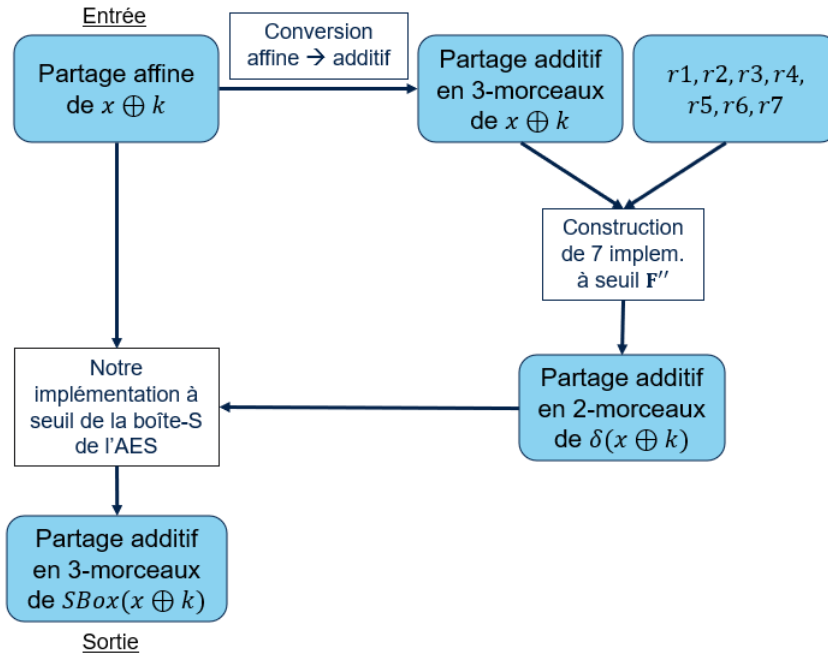 Entrée
Partage affine
de x ⊕ k
Conversion
affine → additif
Partage additif
en 3-morceaux
de x ⊕ k
r1, r2, r3, r4,
r5, r6, r7
Construction
de 7 implem.
à seuil F′′
Notre
implémentation à
seuil de la boîte-S
de l'AES
Partage additif
en 2-morceaux
de δ(x ⊕ k)
Partage additif
en 3-morceaux
de SBox(x ⊕ k)
Sortie